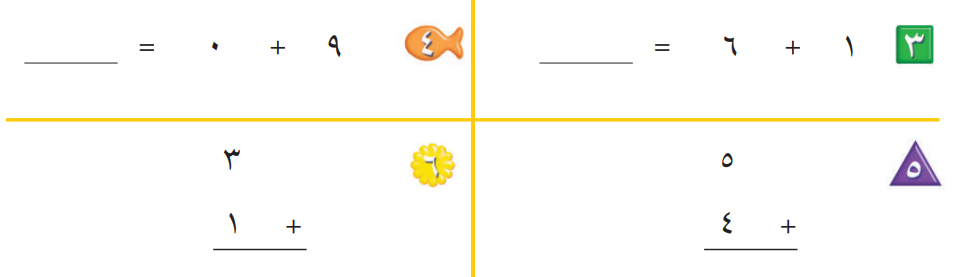 ٣ ١ + ٦ = ______
٤ ٩ + ٠ = ______
٥ ٥
+ ٤
٦ ٣
+ ١